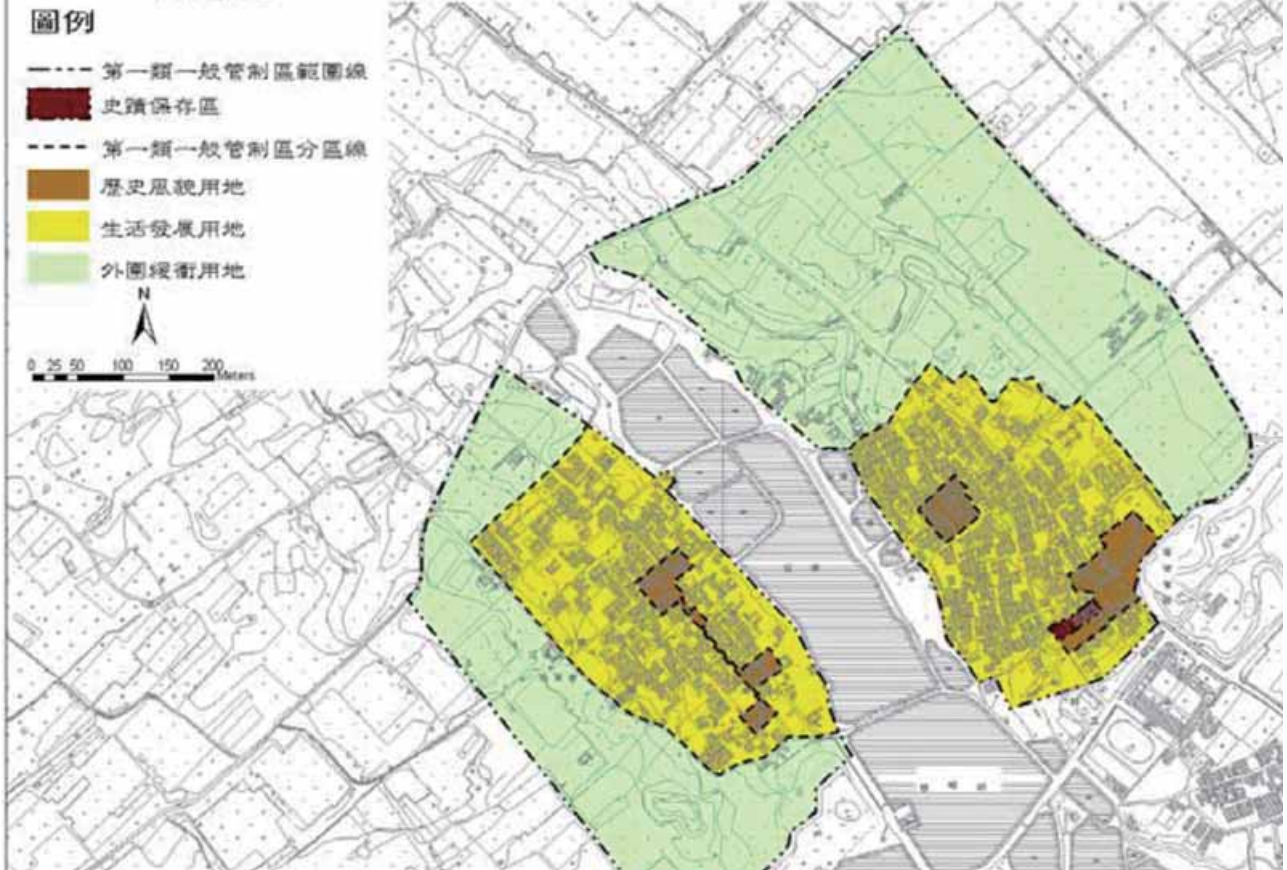 圖例
第一類一般管制區範圍線
史蹟保存區
第一類一般管制區分區線
歷史風貌用地
生活發展用地
外圍緩衝用地
N
0 25 50 100 150 200
Meters